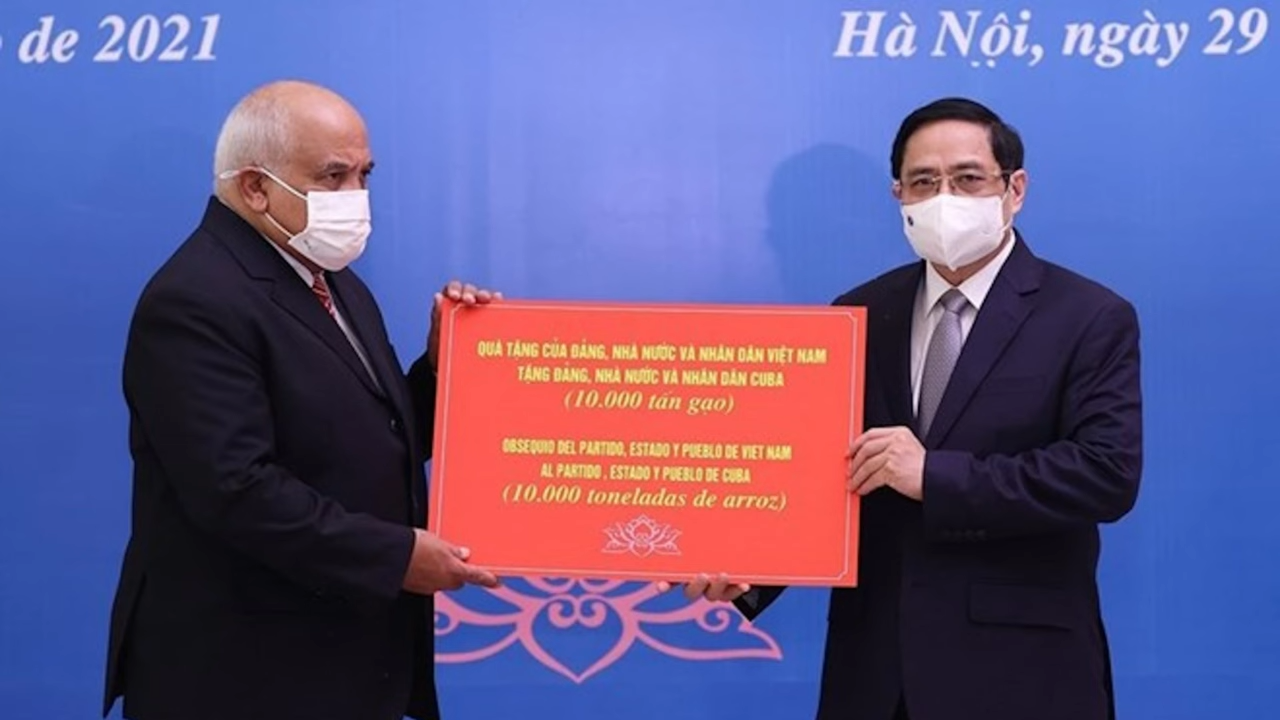 de 2021
Hà Nội, ngày 29
QUÀ TẶNG CỦA ĐẢNG, NHÀ NƯỚC VÀ NHÂN DÂN VIỆT NAM
TẶNG ĐẢNG, NHÀ NƯỚC VÀ NHÂN DÂN CUBA
(10.000 tấn gạo)
OBSEQUIO DEL PARTIDO, ESTADO Y PUEBLO DE VIET NAM
AL PARTIDO , ESTADO Y PUEBLO DE CUBA
(10.000 toneladas de arroz)